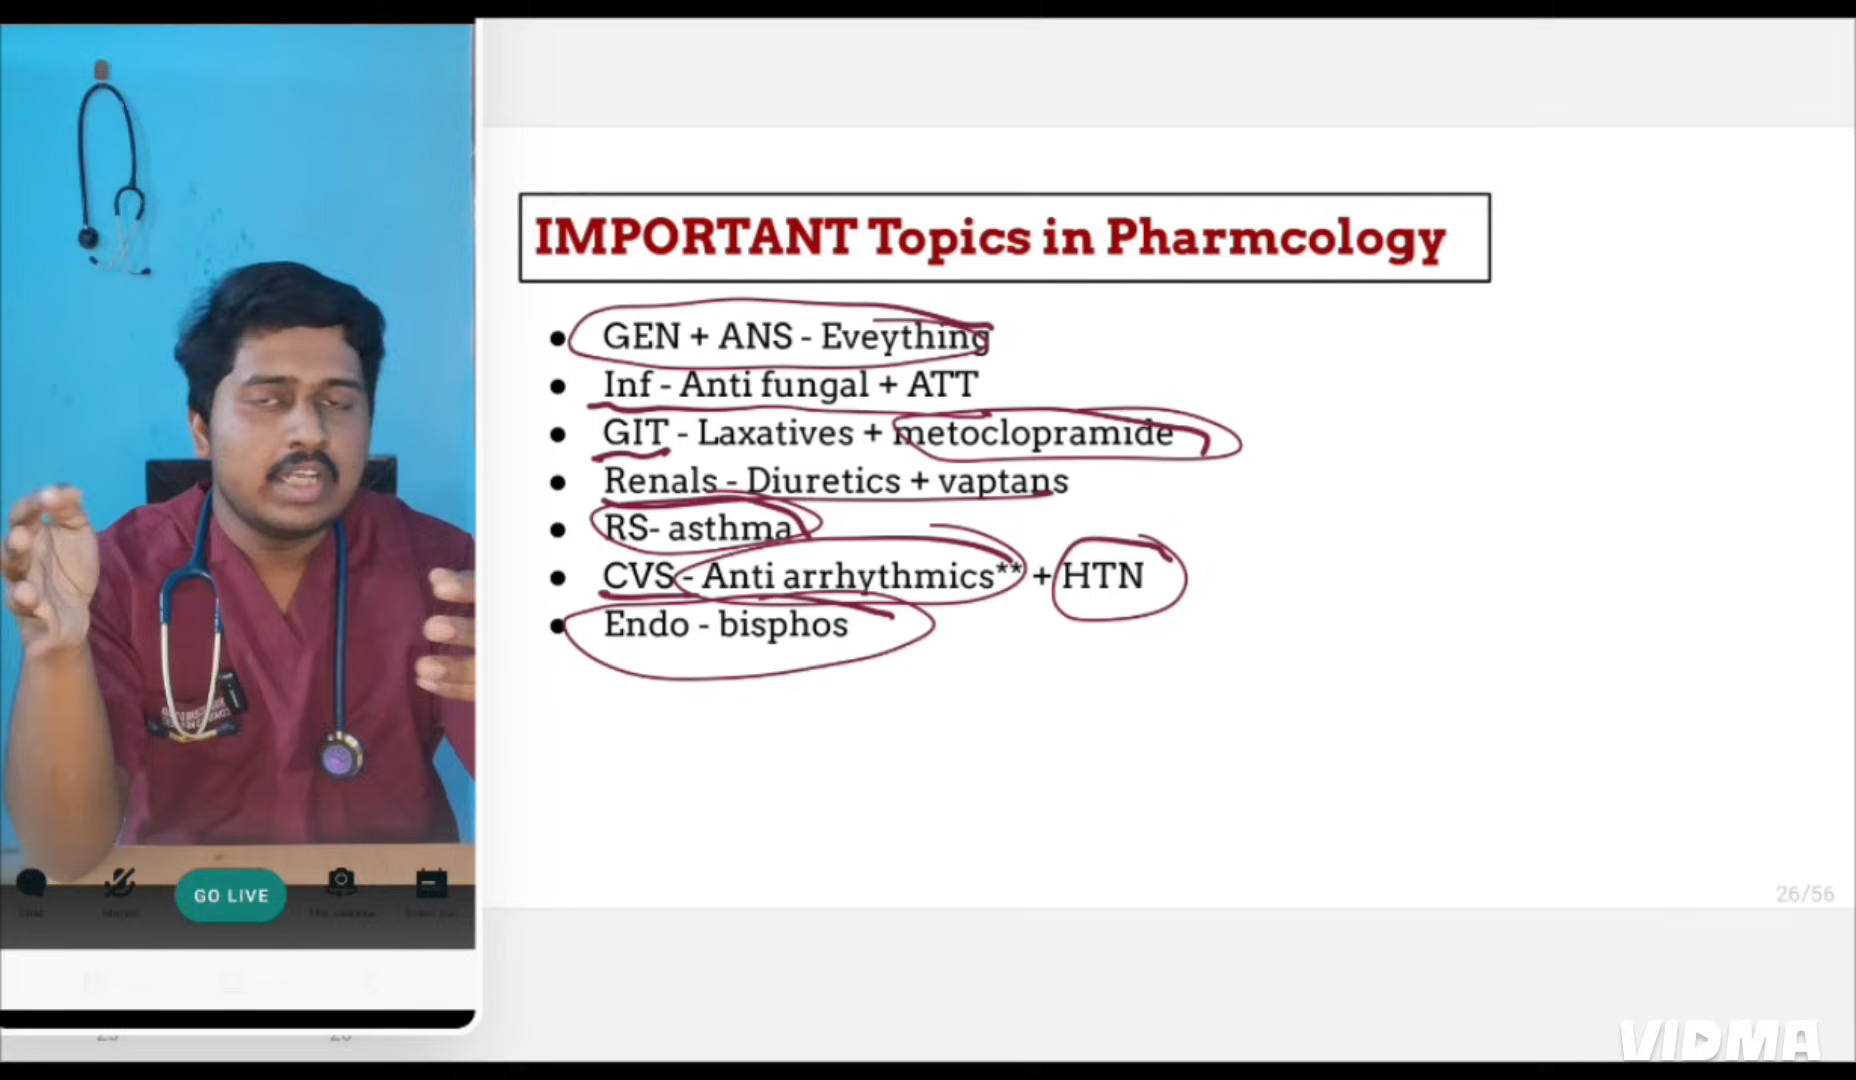 IMPORTANT Topics in Pharmcology
● GEN + ANS - Eveything
● Inf - Anti fungal + ATT
● GIT - Laxatives + metoclopramide
● Renals - Diuretics + vaptans
● RS- asthma
● CVS - Anti arrhythmics** + HTN
● Endo - bisphos
GO LIVE
26/56
VIDMA